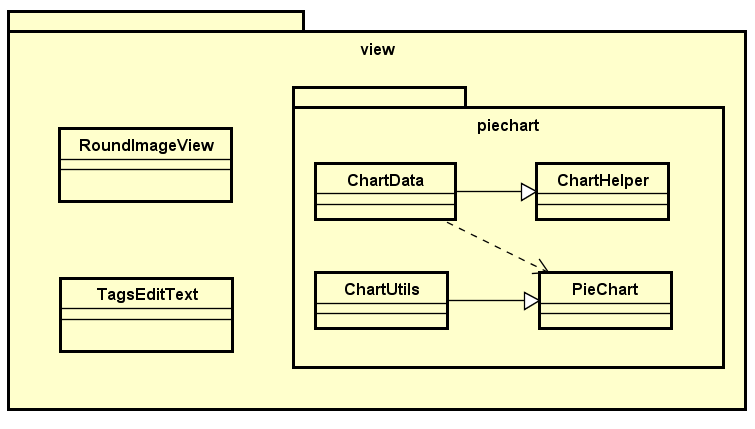 view
piechart
RoundImageView
ChartData
ChartHelper
TagsEditText
ChartUtils
PieChart